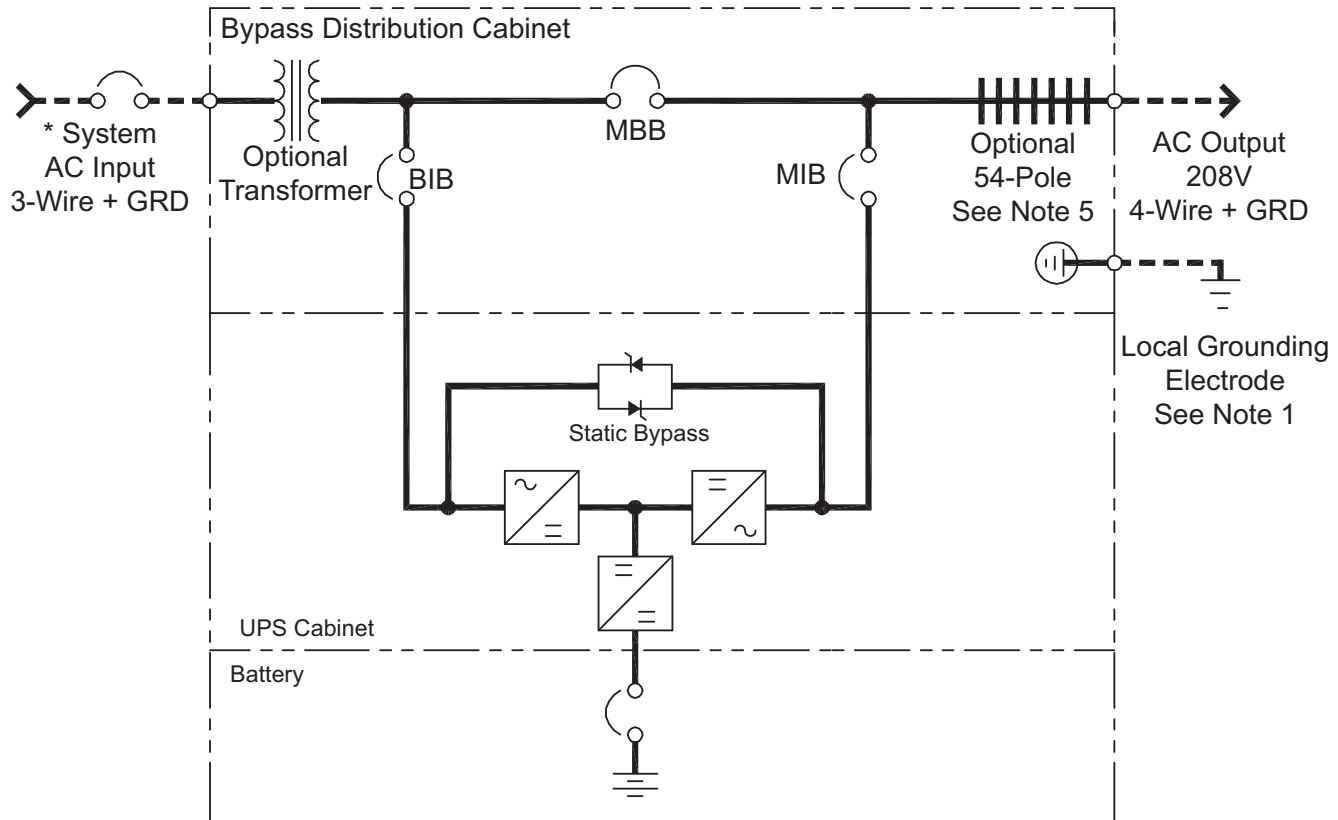 Bypass Distribution Cabinet
* System
AC Input
3-Wire + GRD
Optional
Transformer
BIB
MBB
MIB
Optional
54-Pole
See Note 5
AC Output
208V
4-Wire + GRD
Local Grounding
Electrode
See Note 1
Static Bypass
UPS Cabinet
Battery